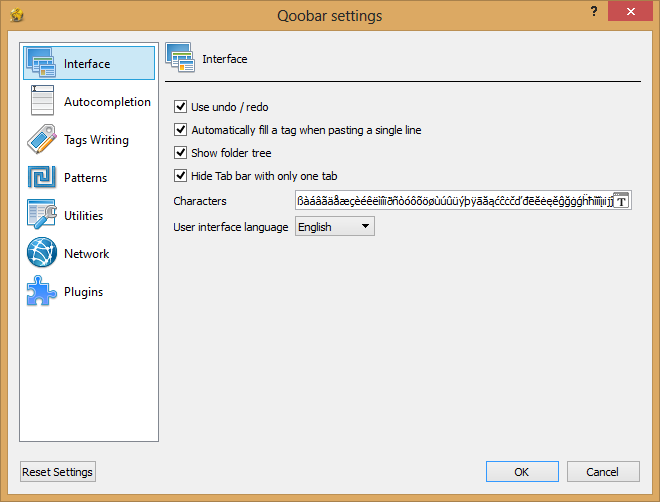 Qoobar settings
?
Interface
Autocompletion
Tags Writing
Patterns
Utilities
Network
Plugins
Interface
Use undo / redo
Automatically fill a tag when pasting a single line
Show folder tree
Hide Tab bar with only one tab
Characters
User interface language English
Reset Settings
OK
Cancel